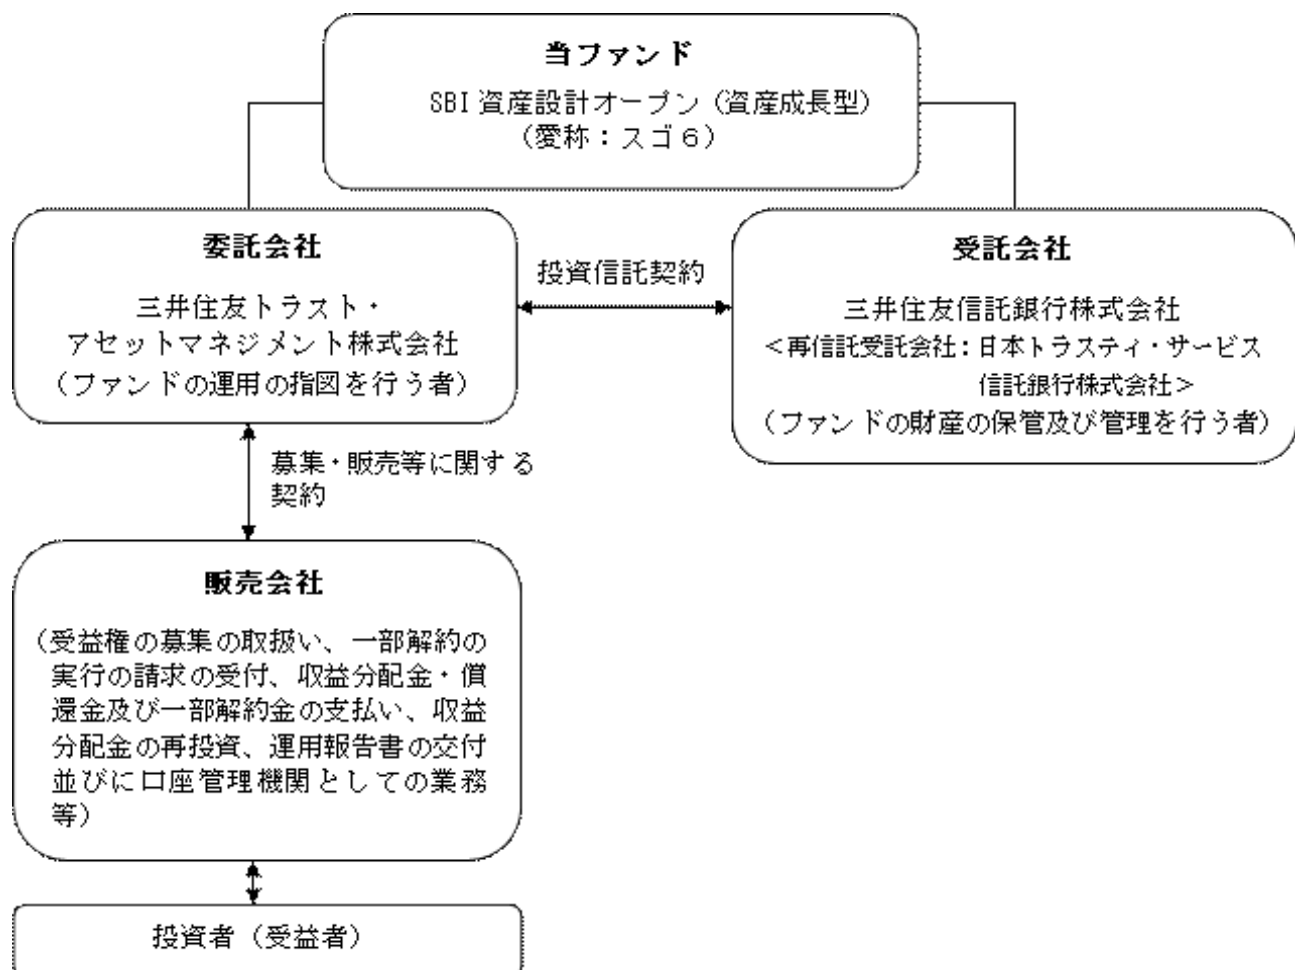 当ファンド
SBI 資産設計オープン（資産成長型）
（愛称：スゴ６）
委託会社
三井住友トラスト・
アセットマネジメント株式会社
（ファンドの運用の指図を行う者）
投資信託契約
受託会社
三井住友信託銀行株式会社
＜再信託受託会社：日本トラスティ・サービス
信託銀行株式会社＞
（ファンドの財産の保管及び管理を行う者）
募集・販売等に関する
契約
販売会社
（受益権の募集の取扱い、一部解約の
実行の請求の受付、収益分配金・償
還金及び一部解約金の支払い、収益
分配金の再投資、運用報告書の交付
並びに口座管理機関としての業務
等）
投資者（受益者）